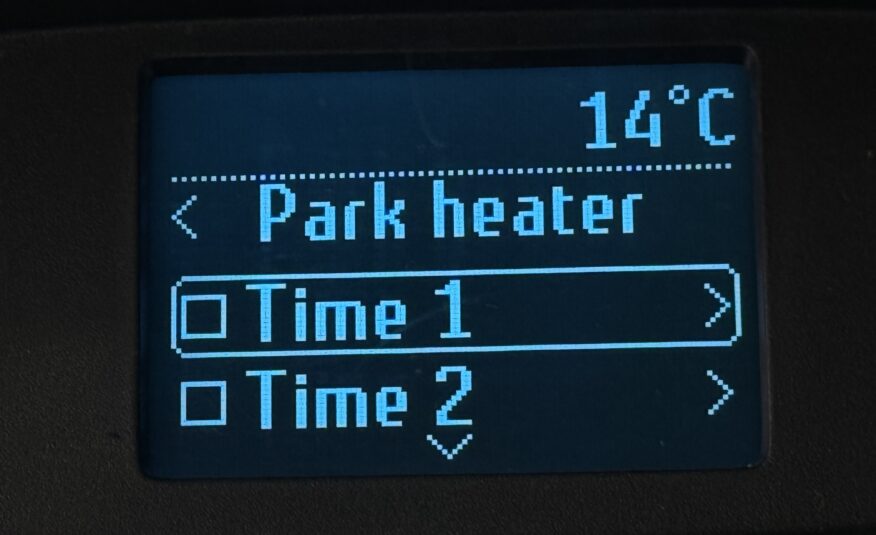 14°C
< Park heater
Time 1 >
Time 2 >